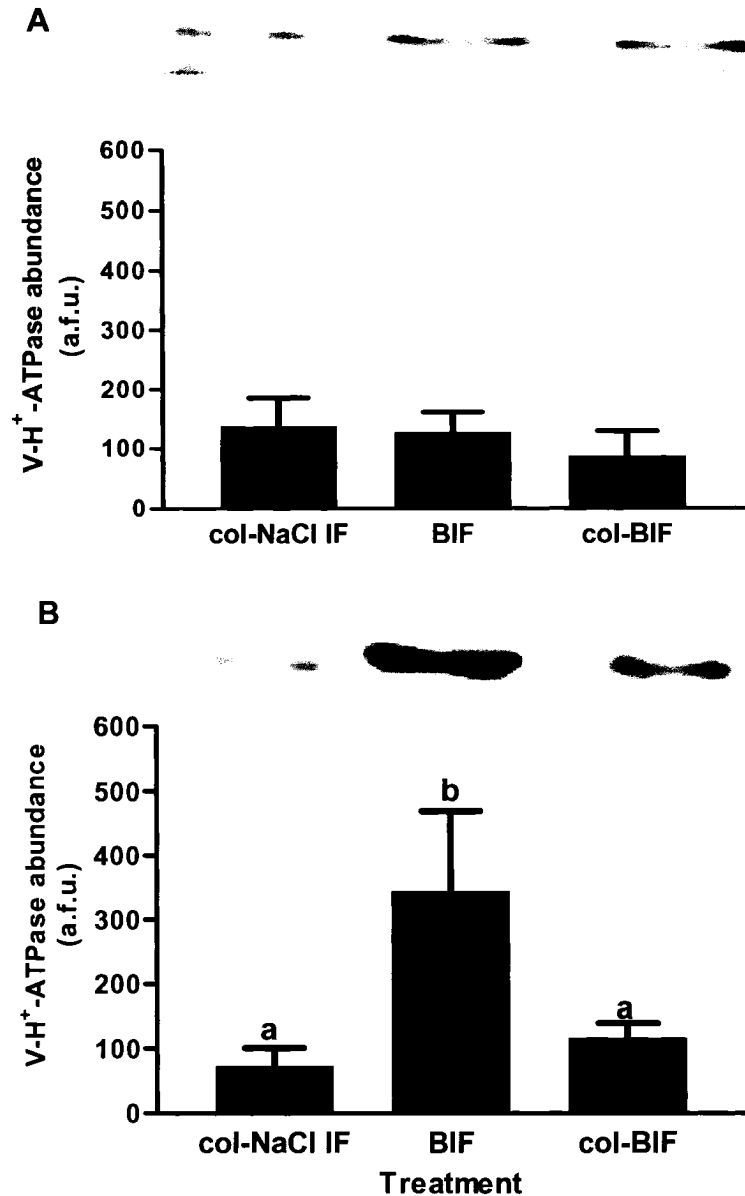 A
V-H⁺-ATPase abundance
(a.f.u.)
600
500
400
300
200
100
0
col-NaCl IF BIF col-BIF
B
V-H⁺-ATPase abundance
(a.f.u.)
600
500
400
300
200
100
0
a
b
a
col-NaCl IF BIF col-BIF
Treatment